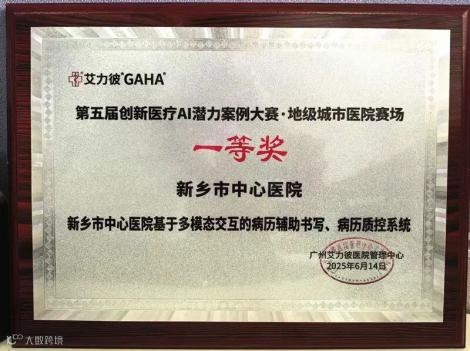 艾力彼"GAHA"
第五届创新医疗AI潜力案例大赛·地级城市医院赛场
一等奖
新乡市中心医院
新乡市中心医院基于多模态交互的病历辅助书写、病历质控系统
广州艾力彼医院管理中心
2025年6月14日
大数跨境